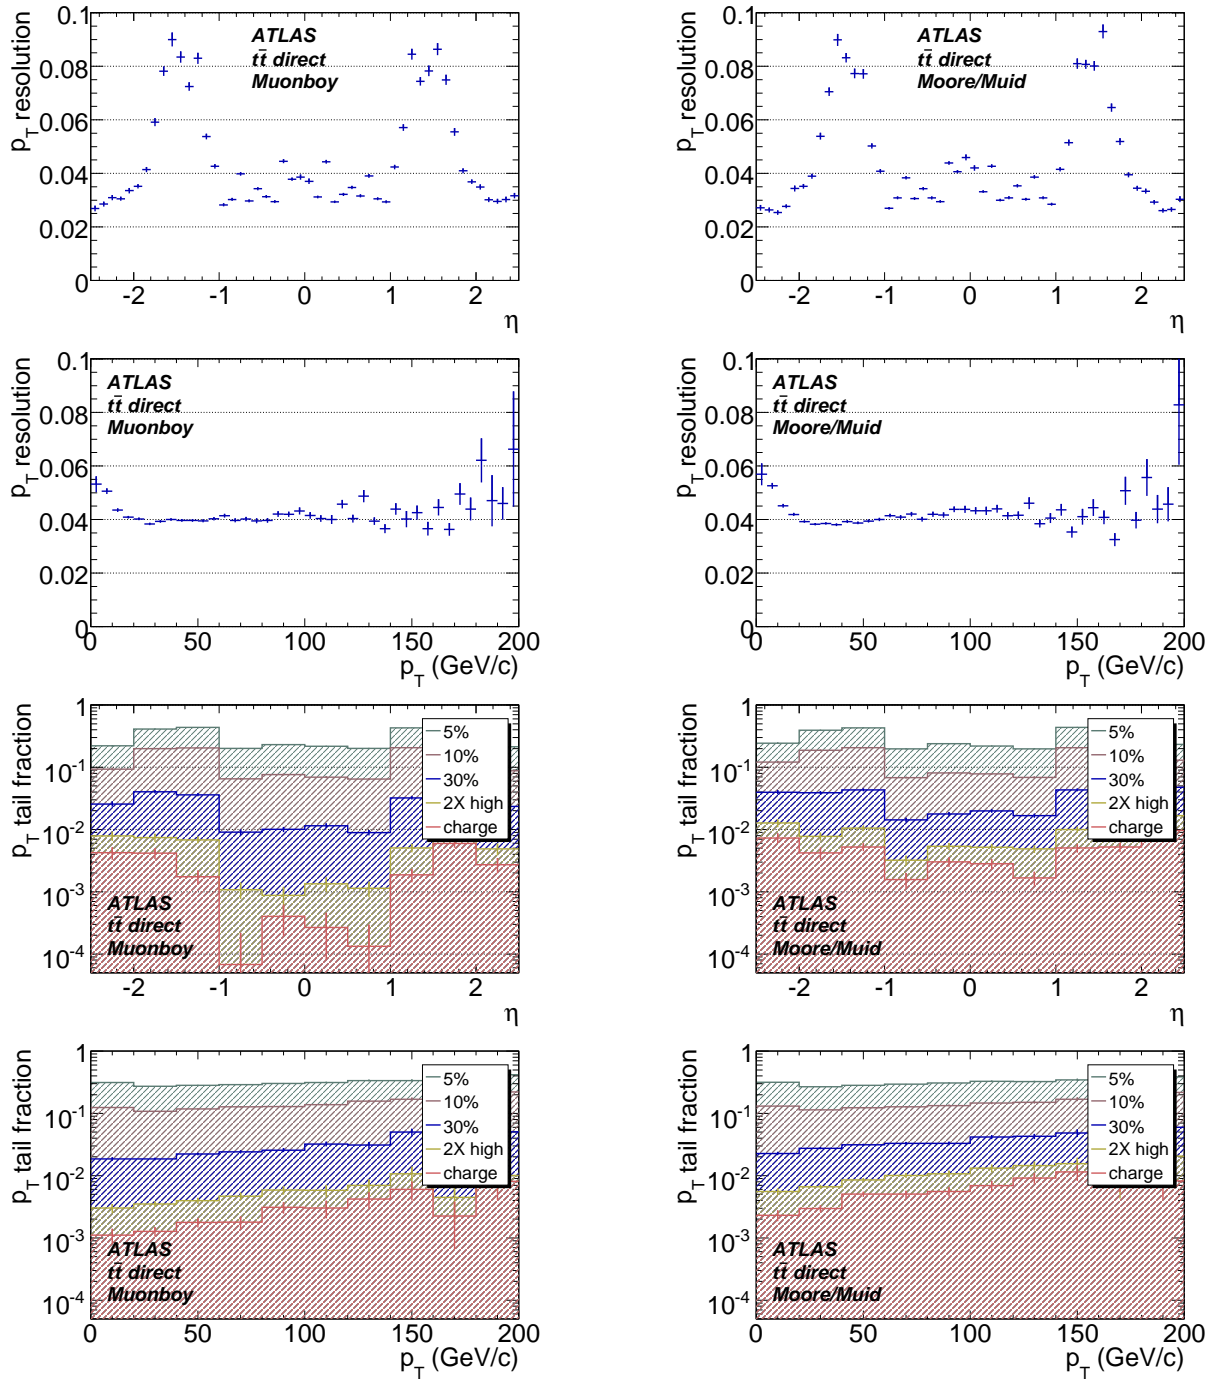 0.1
0.08
0.06
0.04
0.02
0
p_T resolution
ATLAS
tt̄ direct
Muonboy
-2 -1 0 1 2
η
0.1
0.08
0.06
0.04
0.02
0
p_T resolution
ATLAS
tt̄ direct
Moore/Muid
-2 -1 0 1 2
η
0.1
0.08
0.06
0.04
0.02
0
p_T resolution
ATLAS
tt̄ direct
Muonboy
0 50 100 150 200
p_T (GeV/c)
0.1
0.08
0.06
0.04
0.02
0
p_T resolution
ATLAS
tt̄ direct
Moore/Muid
0 50 100 150 200
p_T (GeV/c)
1
10^-1
10^-2
10^-3
10^-4
p_T tail fraction
5%
10%
30%
2X high
charge
ATLAS
tt̄ direct
Muonboy
-2 -1 0 1 2
η
1
10^-1
10^-2
10^-3
10^-4
p_T tail fraction
5%
10%
30%
2X high
charge
ATLAS
tt̄ direct
Moore/Muid
-2 -1 0 1 2
η
1
10^-1
10^-2
10^-3
10^-4
p_T tail fraction
5%
10%
30%
2X high
charge
ATLAS
tt̄ direct
Muonboy
0 50 100 150 200
p_T (GeV/c)
1
10^-1
10^-2
10^-3
10^-4
p_T tail fraction
5%
10%
30%
2X high
charge
ATLAS
tt̄ direct
Moore/Muid
0 50 100 150 200
p_T (GeV/c)